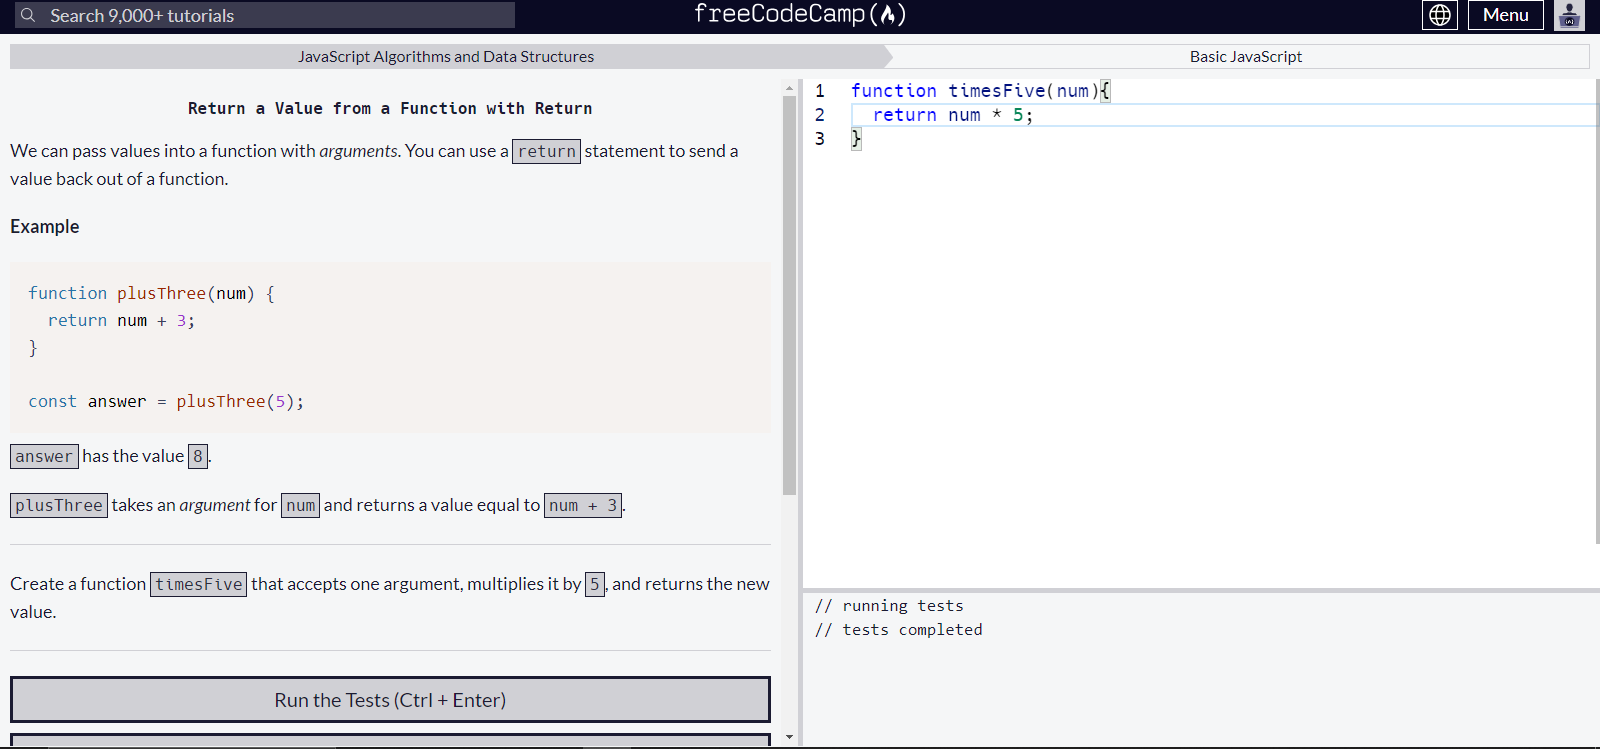 Search 9,000+ tutorials
freeCodeCamp(🔥)
Menu
JavaScript Algorithms and Data Structures
Basic JavaScript
Return a Value from a Function with Return
We can pass values into a function with arguments. You can use a return statement to send a
value back out of a function.
Example
function plusThree(num) {
  return num + 3;
}
const answer = plusThree(5);
answer has the value 8.
plusThree takes an argument for num and returns a value equal to num + 3.
Create a function timesFive that accepts one argument, multiplies it by 5, and returns the new
value.
Run the Tests (Ctrl + Enter)
1 function timesFive(num){
2   return num * 5;
3 }
// running tests
// tests completed